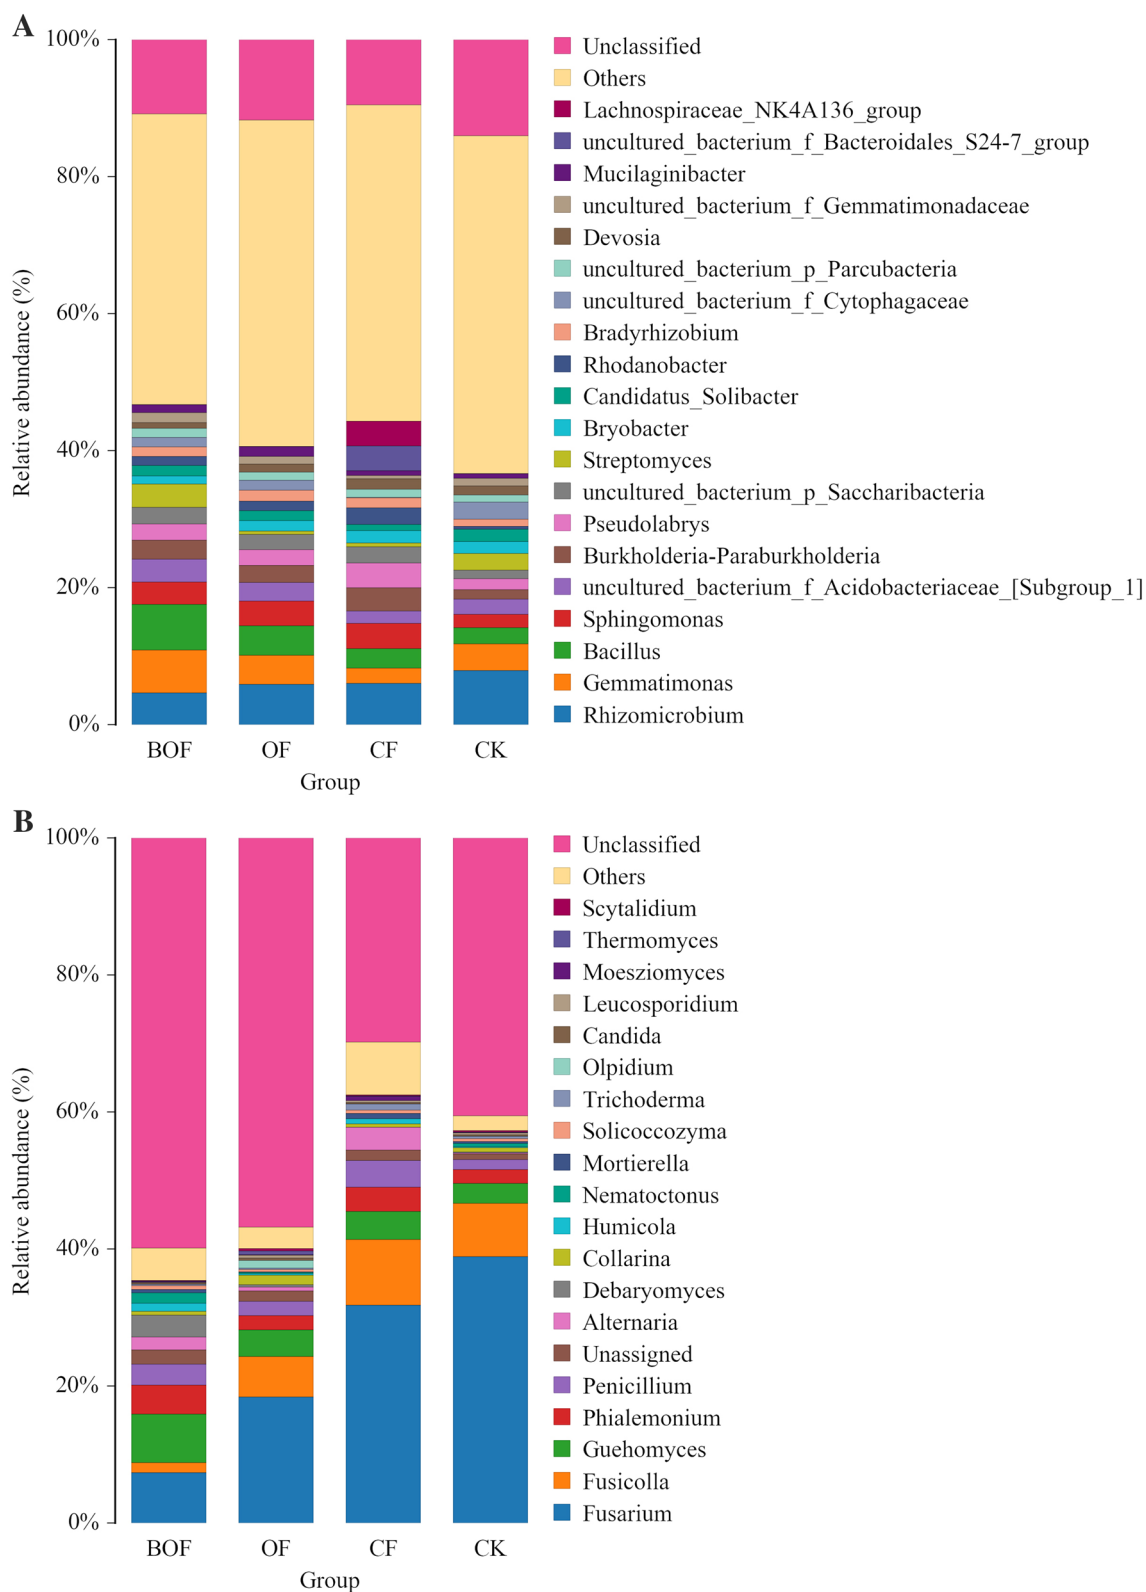 A
100%
80%
60%
40%
20%
0%
Relative abundance (%)
BOF OF CF CK
Group
Unclassified
Others
Lachnospiraceae_NK4A136_group
uncultured_bacterium_f_Bacteroidales_S24-7_group
Mucilaginibacter
uncultured_bacterium_f_Gemmatimonadaceae
Devosia
uncultured_bacterium_p_Parcubacteria
uncultured_bacterium_f_Cytophagaceae
Bradyrhizobium
Rhodanobacter
Candidatus_Solibacter
Bryobacter
Streptomyces
uncultured_bacterium_p_Saccharibacteria
Pseudolabrys
Burkholderia-Paraburkholderia
uncultured_bacterium_f_Acidobacteriaceae_[Subgroup_1]
Sphingomonas
Bacillus
Gemmatimonas
Rhizomicrobium
B
100%
80%
60%
40%
20%
0%
Relative abundance (%)
BOF OF CF CK
Group
Unclassified
Others
Scytalidium
Thermomyces
Moesziomyces
Leucosporidium
Candida
Olpidium
Trichoderma
Solicoccozyma
Mortierella
Nematoctonus
Humicola
Collarina
Debaryomyces
Alternaria
Unassigned
Penicillium
Phialemonium
Guehomyces
Fusicolla
Fusarium